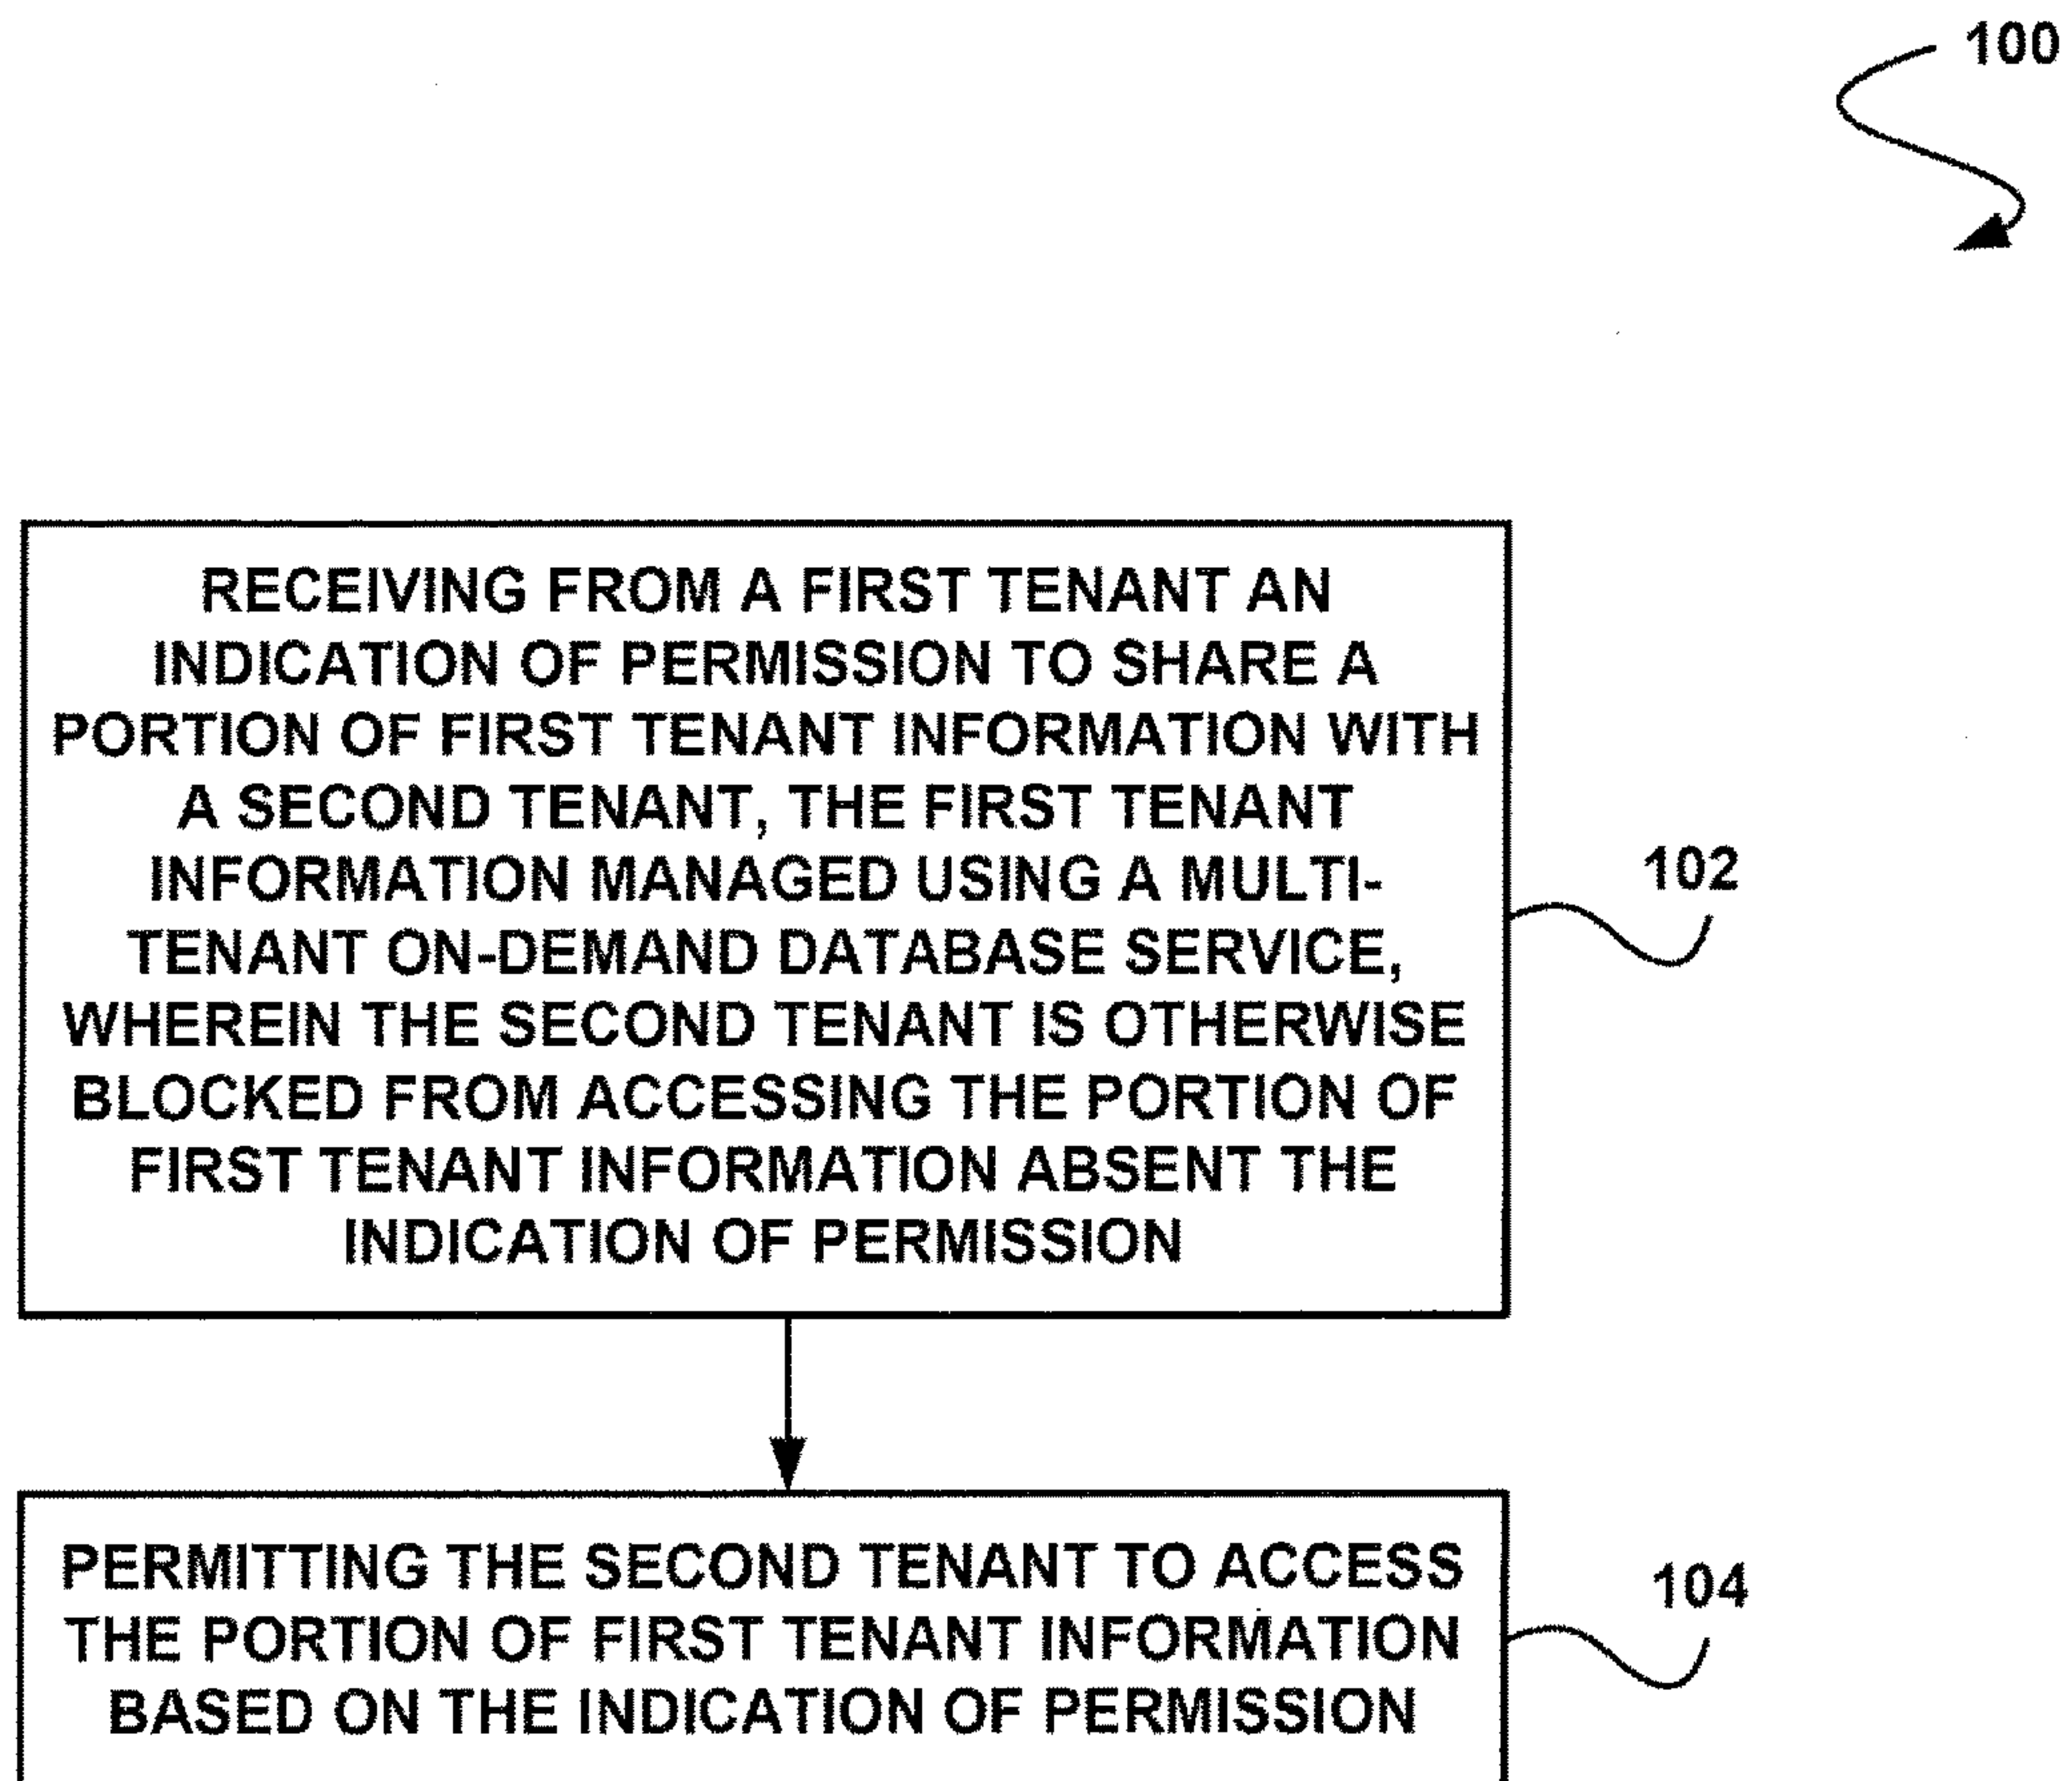 100
RECEIVING FROM A FIRST TENANT AN
INDICATION OF PERMISSION TO SHARE A
PORTION OF FIRST TENANT INFORMATION WITH
A SECOND TENANT, THE FIRST TENANT
INFORMATION MANAGED USING A MULTI-
TENANT ON-DEMAND DATABASE SERVICE,
WHEREIN THE SECOND TENANT IS OTHERWISE
BLOCKED FROM ACCESSING THE PORTION OF
FIRST TENANT INFORMATION ABSENT THE
INDICATION OF PERMISSION
102
PERMITTING THE SECOND TENANT TO ACCESS
THE PORTION OF FIRST TENANT INFORMATION
BASED ON THE INDICATION OF PERMISSION
104